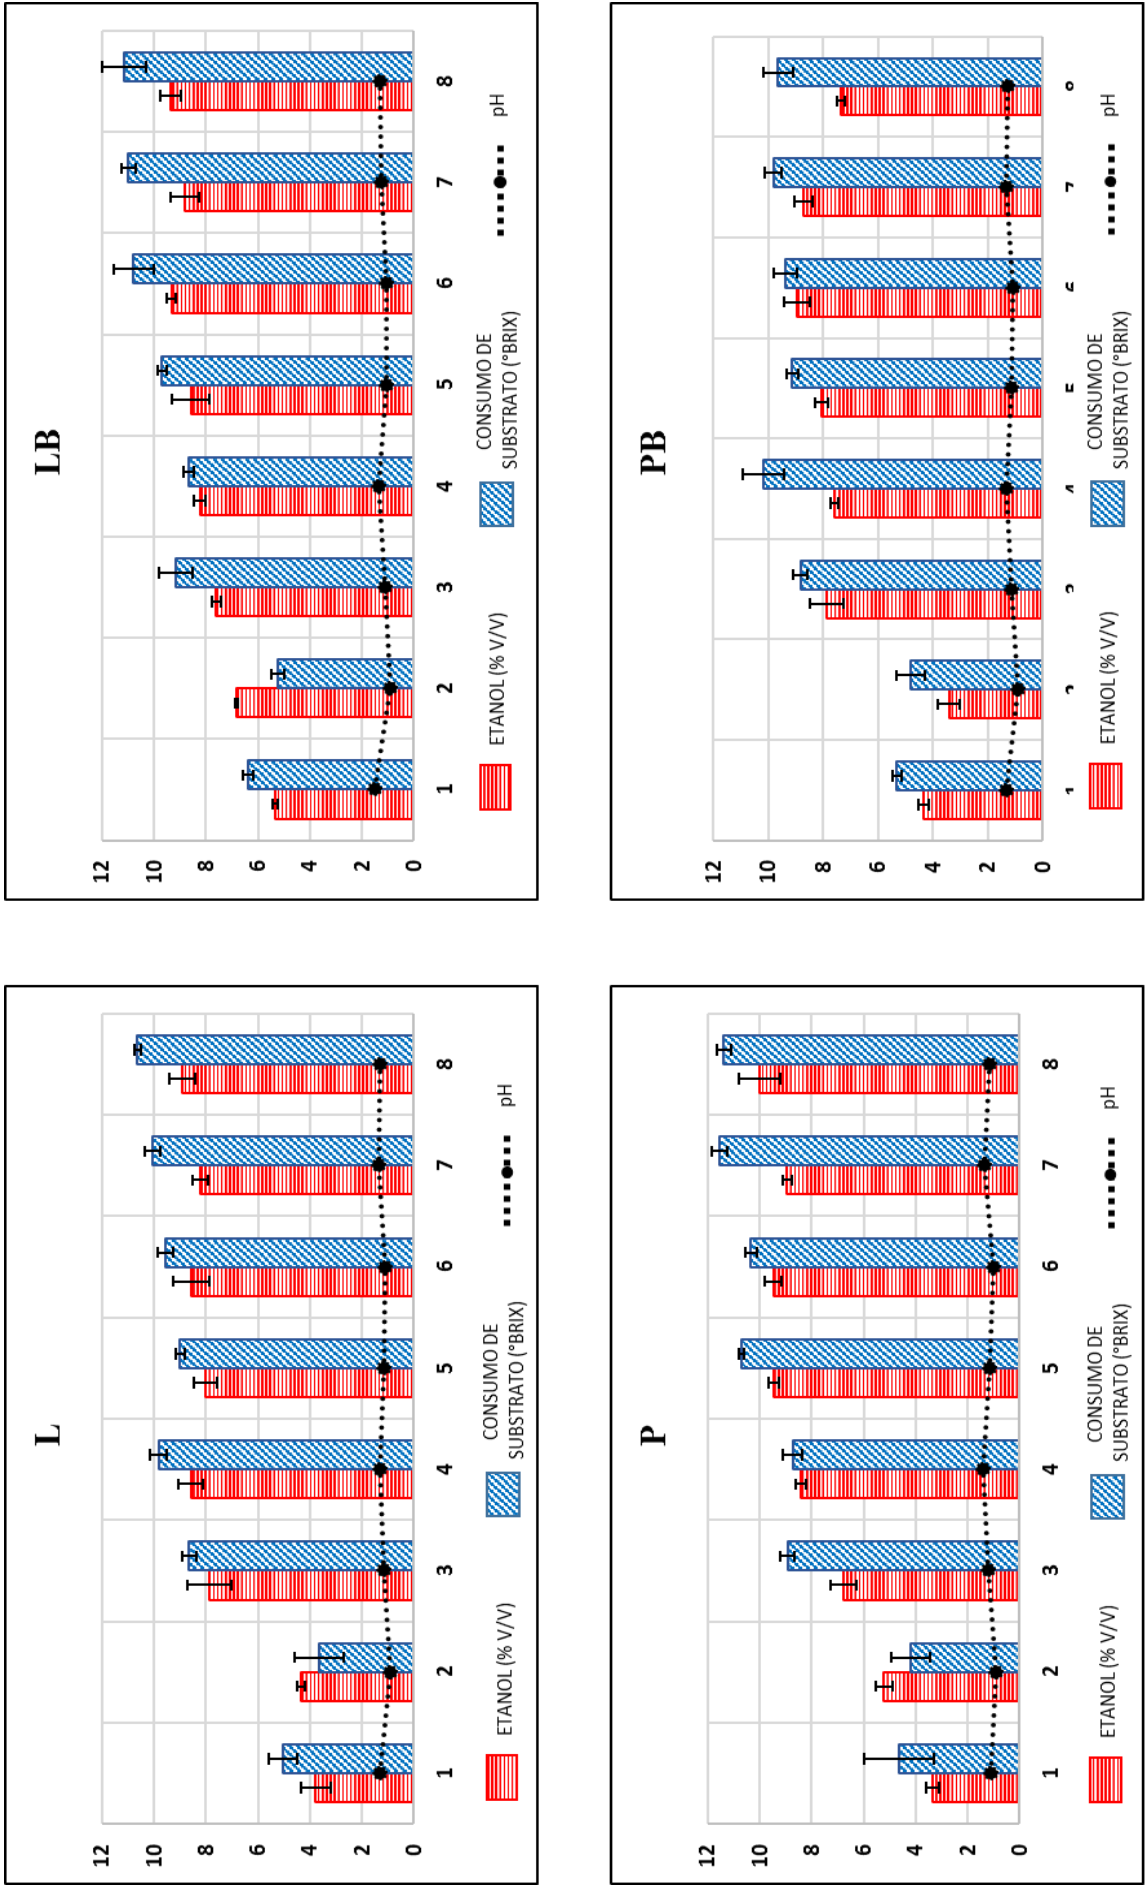 L
12
10
8
6
4
2
0
1 2 3 4 5 6 7 8
ETANOL (% V/V)
CONSUMO DE
SUBSTRATO (°BRIX)
pH
LB
12
10
8
6
4
2
0
1 2 3 4 5 6 7 8
ETANOL (% V/V)
CONSUMO DE
SUBSTRATO (°BRIX)
pH
P
12
10
8
6
4
2
0
1 2 3 4 5 6 7 8
ETANOL (% V/V)
CONSUMO DE
SUBSTRATO (°BRIX)
pH
PB
12
10
8
6
4
2
0
7
ETANOL (% V/V)
CONSUMO DE
SUBSTRATO (°BRIX)
pH